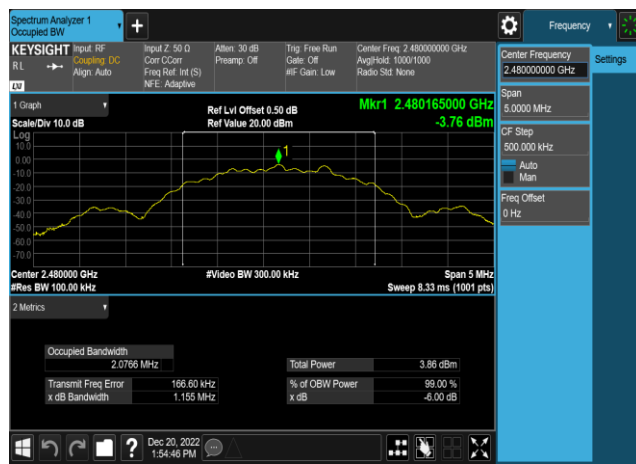 Spectrum Analyzer 1
Occupied BW
+
Frequency
KEYSIGHT
R L
LXI
Input: RF
Coupling: DC
Align: Auto
Input Z: 50 Ω
Corr CCorr
Freq Ref: Int (S)
NFE: Adaptive
Atten: 30 dB
Preamp: Off
Trig: Free Run
Gate: Off
#IF Gain: Low
Center Freq: 2.480000000 GHz
Avg|Hold: 1000/1000
Radio Std: None
Center Frequency
2.480000000 GHz
Settings
Span
5.0000 MHz
CF Step
500.000 kHz
Auto
Man
Freq Offset
0 Hz
1 Graph
Scale/Div 10.0 dB
Ref Lvl Offset 0.50 dB
Ref Value 20.00 dBm
Mkr1 2.480165000 GHz
-3.76 dBm
Log
10.0
0.00
-10.0
-20.0
-30.0
-40.0
-50.0
-60.0
-70.0
1
Center 2.480000 GHz
#Res BW 100.00 kHz
#Video BW 300.00 kHz
Span 5 MHz
Sweep 8.33 ms (1001 pts)
2 Metrics
Occupied Bandwidth
2.0766 MHz
Total Power 3.86 dBm
Transmit Freq Error 166.60 kHz
% of OBW Power 99.00 %
x dB Bandwidth 1.155 MHz
x dB -6.00 dB
?
Dec 20, 2022
1:54:46 PM